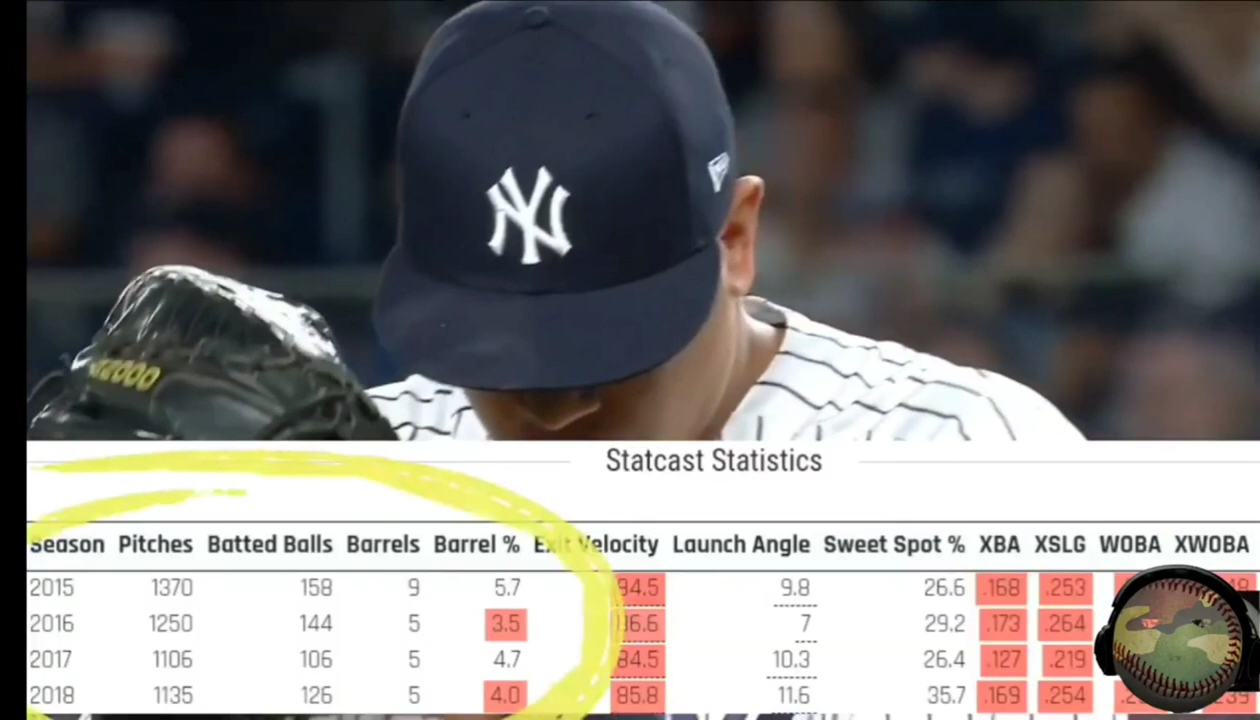 NY
2000
Statcast Statistics
Season Pitches Batted Balls Barrels Barrel % Exit Velocity Launch Angle Sweet Spot % XBA XSLG WOBA XWOBA
2015 1370 158 9 5.7 84.5 9.8 26.6 .168 .253
2016 1250 144 5 3.5 86.6 7 29.2 .173 .264
2017 1106 106 5 4.7 84.5 10.3 26.4 .127 .219
2018 1135 126 5 4.0 85.8 11.6 35.7 .169 .254